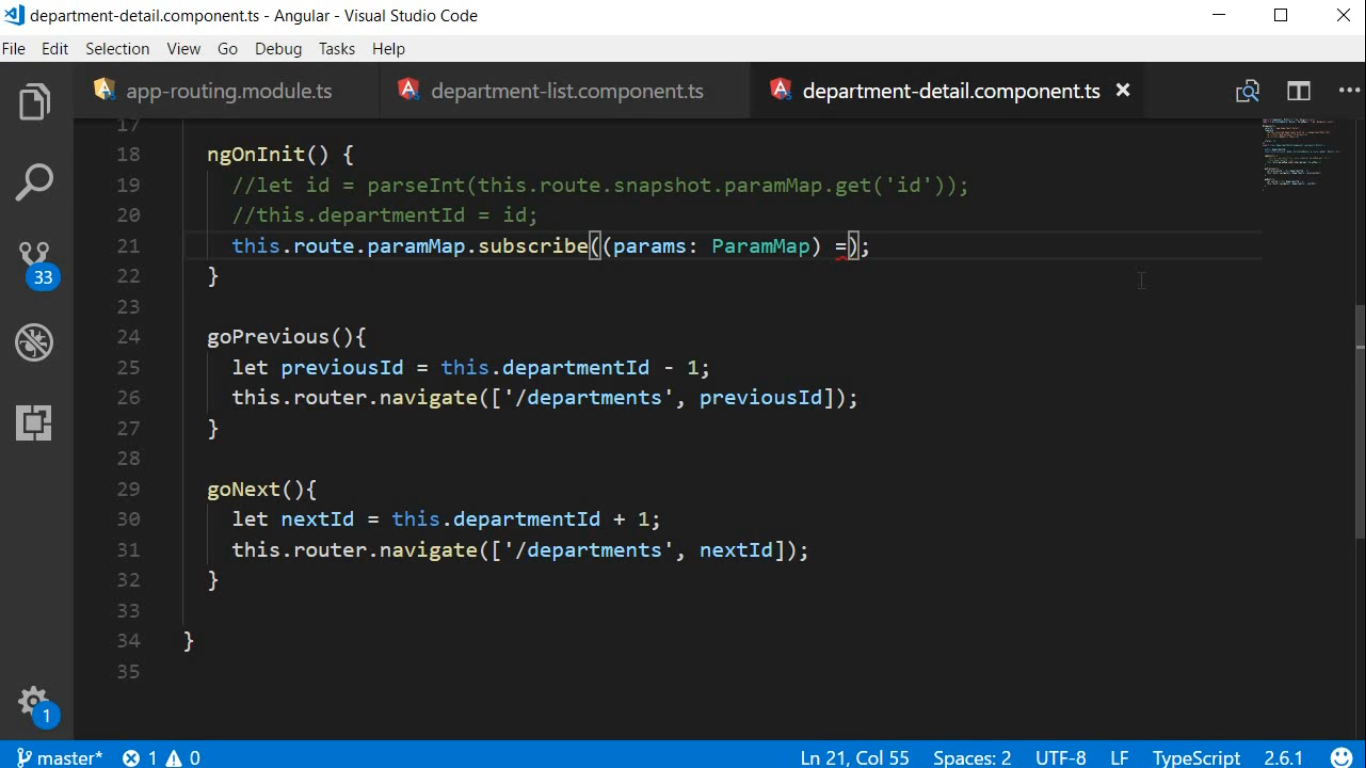 department-detail.component.ts - Angular - Visual Studio Code
File Edit Selection View Go Debug Tasks Help
app-routing.module.ts department-list.component.ts department-detail.component.ts
17
18 ngOnInit() {
19 //let id = parseInt(this.route.snapshot.paramMap.get('id'));
20 //this.departmentId = id;
21 this.route.paramMap.subscribe((params: ParamMap) =);
22 }
23
24 goPrevious(){
25 let previousId = this.departmentId - 1;
26 this.router.navigate(['/departments', previousId]);
27 }
28
29 goNext(){
30 let nextId = this.departmentId + 1;
31 this.router.navigate(['/departments', nextId]);
32 }
33
34 }
35
33
1
master* 1 0 Ln 21, Col 55 Spaces: 2 UTF-8 LF TypeScript 2.6.1